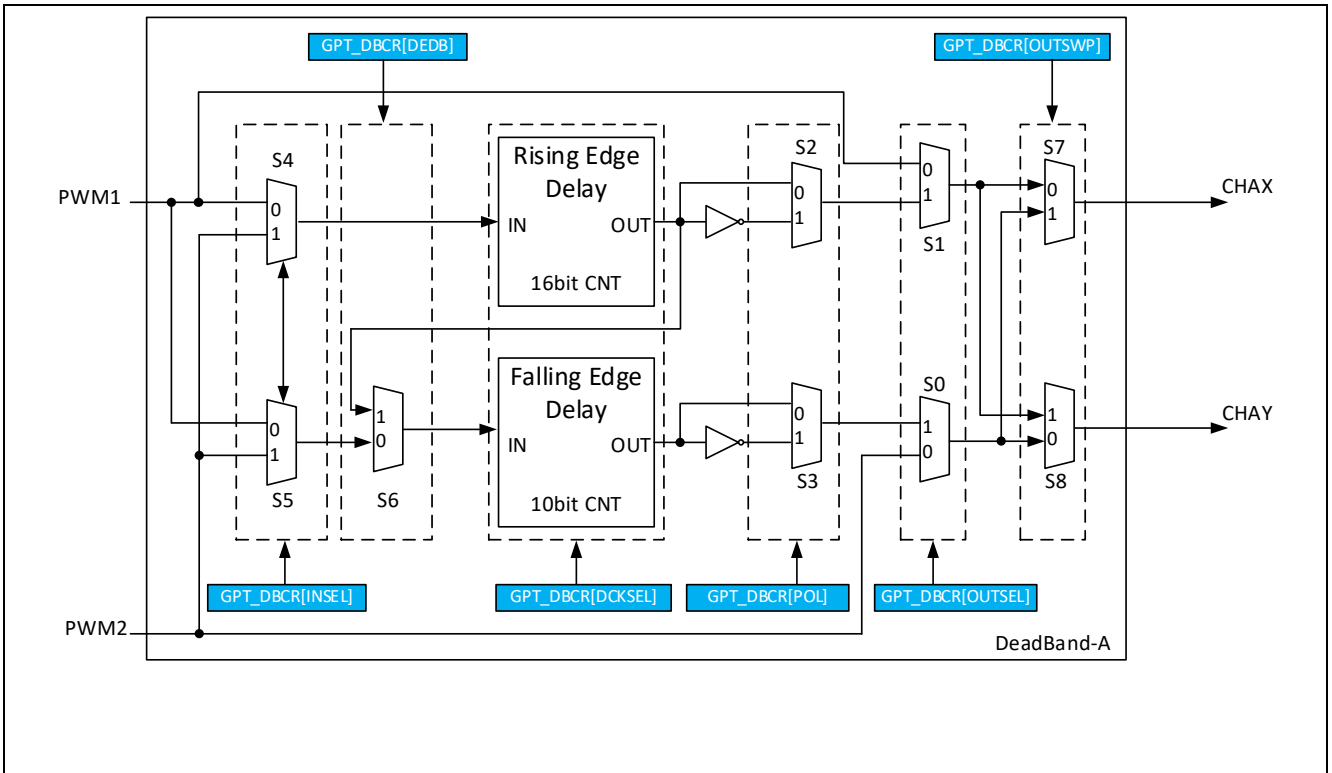 GPT_DBCR[DEDB]
GPT_DBCR[OUTSWP]
S4
0
1
Rising Edge
Delay
IN
OUT
16bit CNT
S2
0
1
0
1
S1
S7
0
1
PWM1
CHAX
0
1
S5
1
0
S6
Falling Edge
Delay
IN
OUT
10bit CNT
0
1
S3
S0
1
0
1
0
S8
CHAY
GPT_DBCR[INSEL]
GPT_DBCR[DCKSEL]
GPT_DBCR[POL]
GPT_DBCR[OUTSEL]
PWM2
DeadBand-A